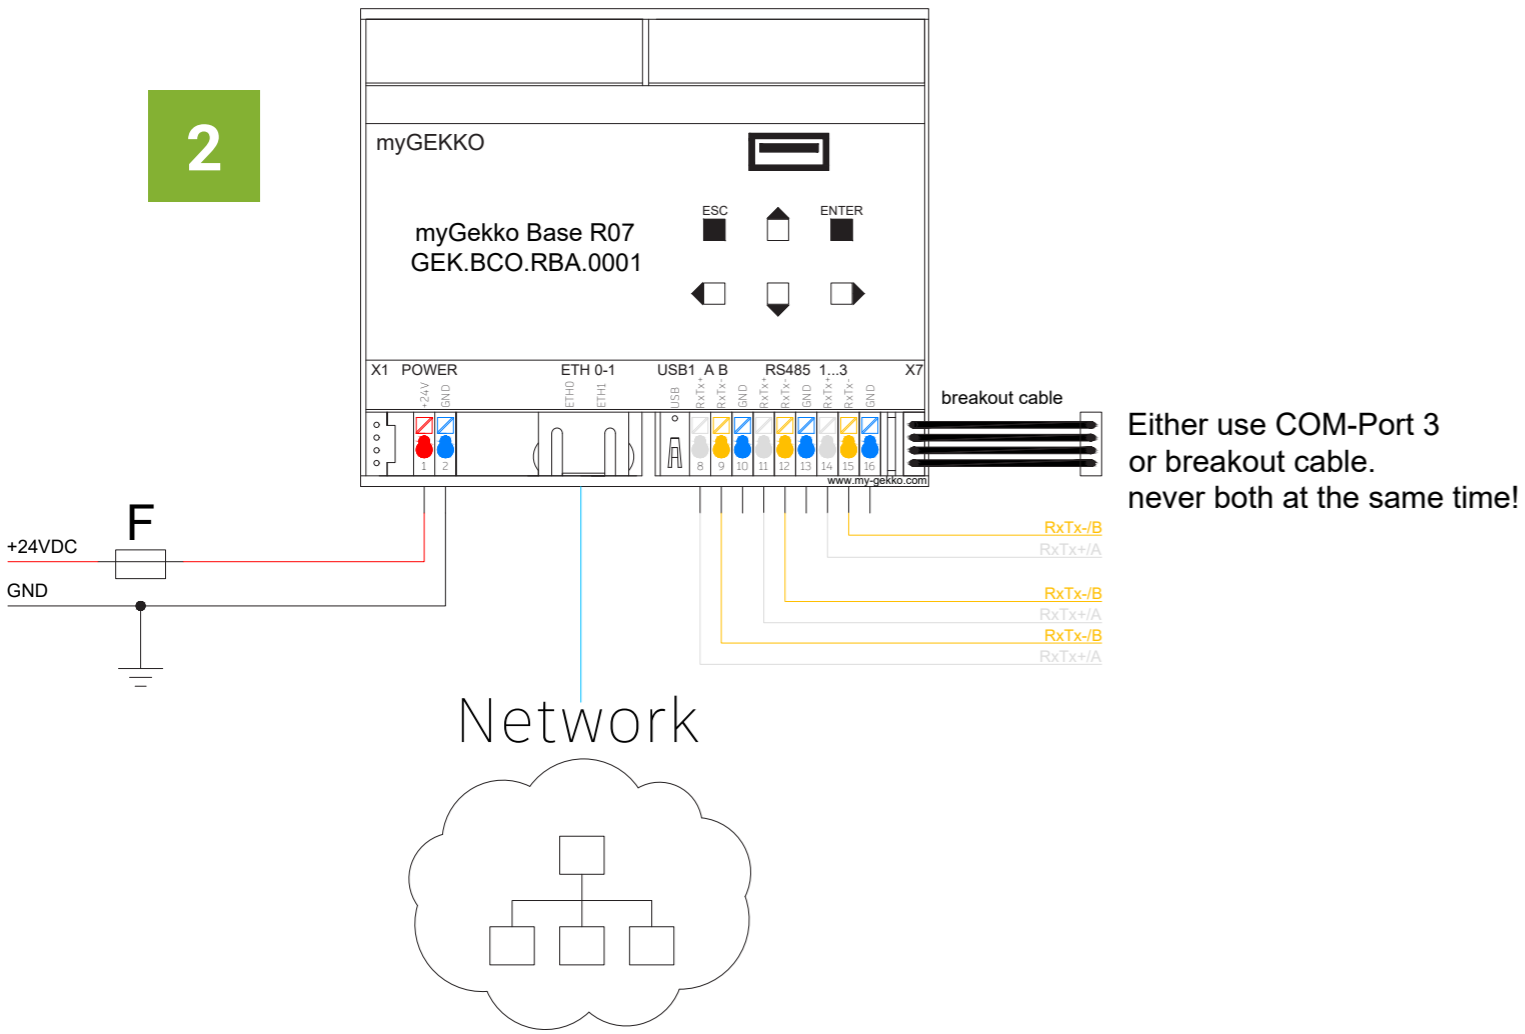 2
myGEKKO
ESC
ENTER
myGekko Base R07
GEK.BCO.RBA.0001
X1 POWER ETH 0-1 USB1 A B RS485 1...3 X7
+24V GND ETH0 ETH1 USB RxTx+ RxTx- GND RxTx+ RxTx- GND RxTx+ RxTx- GND
1 2 8 9 10 11 12 13 14 15 16
www.my-gekko.com
breakout cable
Either use COM-Port 3
or breakout cable.
never both at the same time!
F
+24VDC
GND
RxTx-/B
RxTx+/A
RxTx-/B
RxTx+/A
RxTx-/B
RxTx+/A
Network